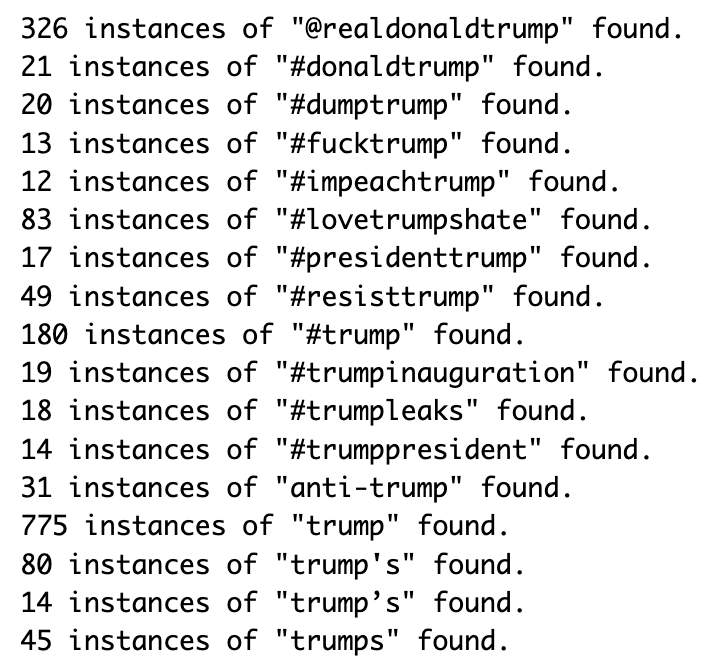 326 instances of "@realdonaldtrump" found.
21 instances of "#donaldtrump" found.
20 instances of "#dumptrump" found.
13 instances of "#fucktrump" found.
12 instances of "#impeachtrump" found.
83 instances of "#lovetrumpshate" found.
17 instances of "#presidenttrump" found.
49 instances of "#resisttrump" found.
180 instances of "#trump" found.
19 instances of "#trumpinauguration" found.
18 instances of "#trumpleaks" found.
14 instances of "#trumppresident" found.
31 instances of "anti-trump" found.
775 instances of "trump" found.
80 instances of "trump's" found.
14 instances of "trump’s" found.
45 instances of "trumps" found.